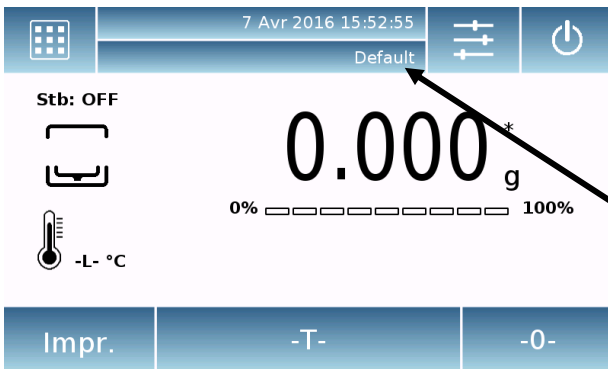 7 Avr 2016 15:52:55
Default
Stb: OFF
0.000 *
g
0% 100%
-L- °C
Impr. -T- -0-